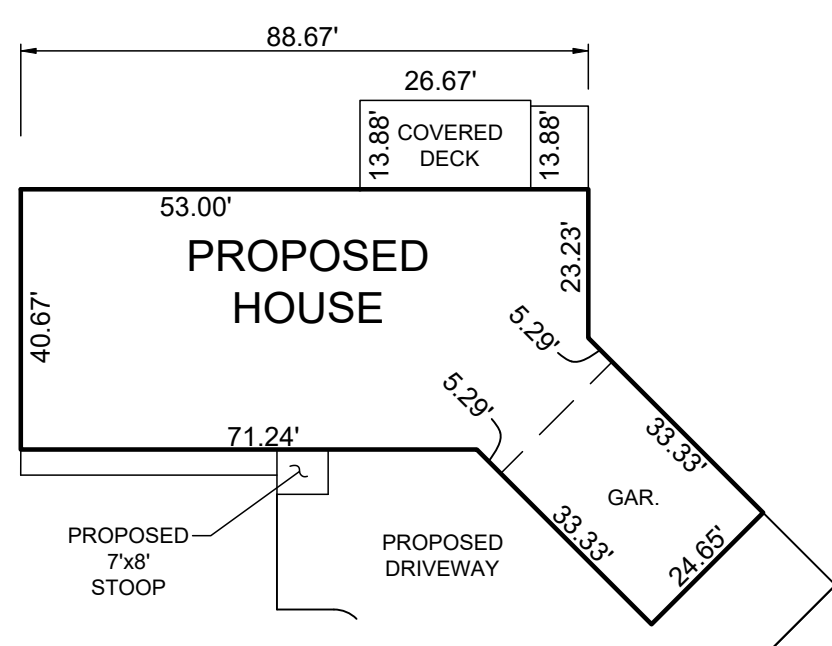 88.67'
26.67'
13.88'
COVERED
DECK
13.88'
53.00'
PROPOSED
HOUSE
23.23'
40.67'
5.29'
5.29'
71.24'
33.33'
GAR.
33.33'
24.65'
PROPOSED
7'x8'
STOOP
PROPOSED
DRIVEWAY